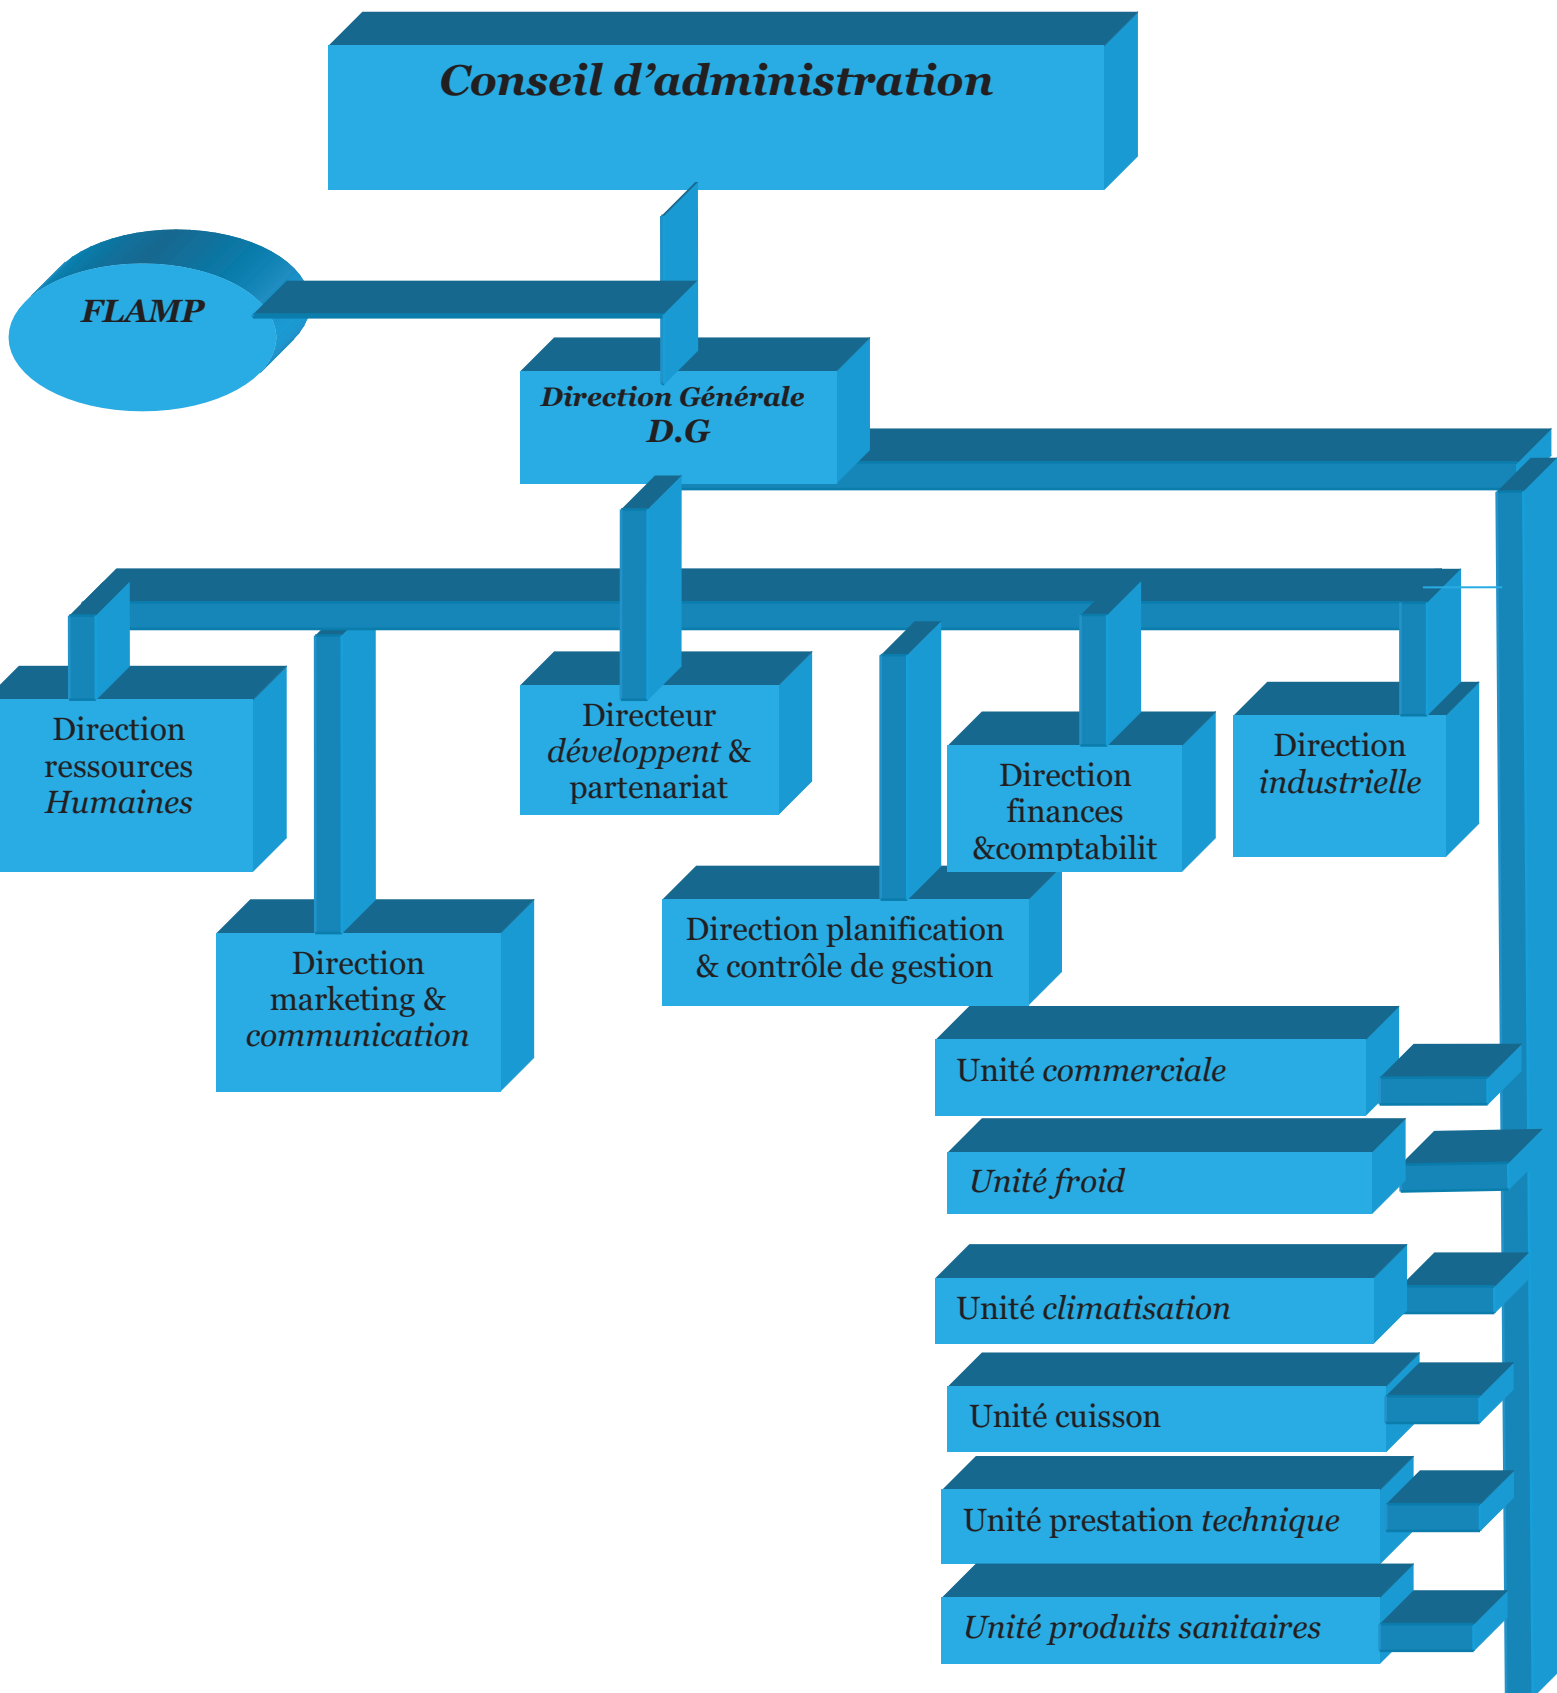 Conseil d’administration
FLAMP
Direction Générale
D.G
Direction
ressources
Humaines
Directeur
développent &
partenariat
Direction
finances
&comptabilit
Direction
industrielle
Direction
marketing &
communication
Direction planification
& contrôle de gestion
Unité commerciale
Unité froid
Unité climatisation
Unité cuisson
Unité prestation technique
Unité produits sanitaires